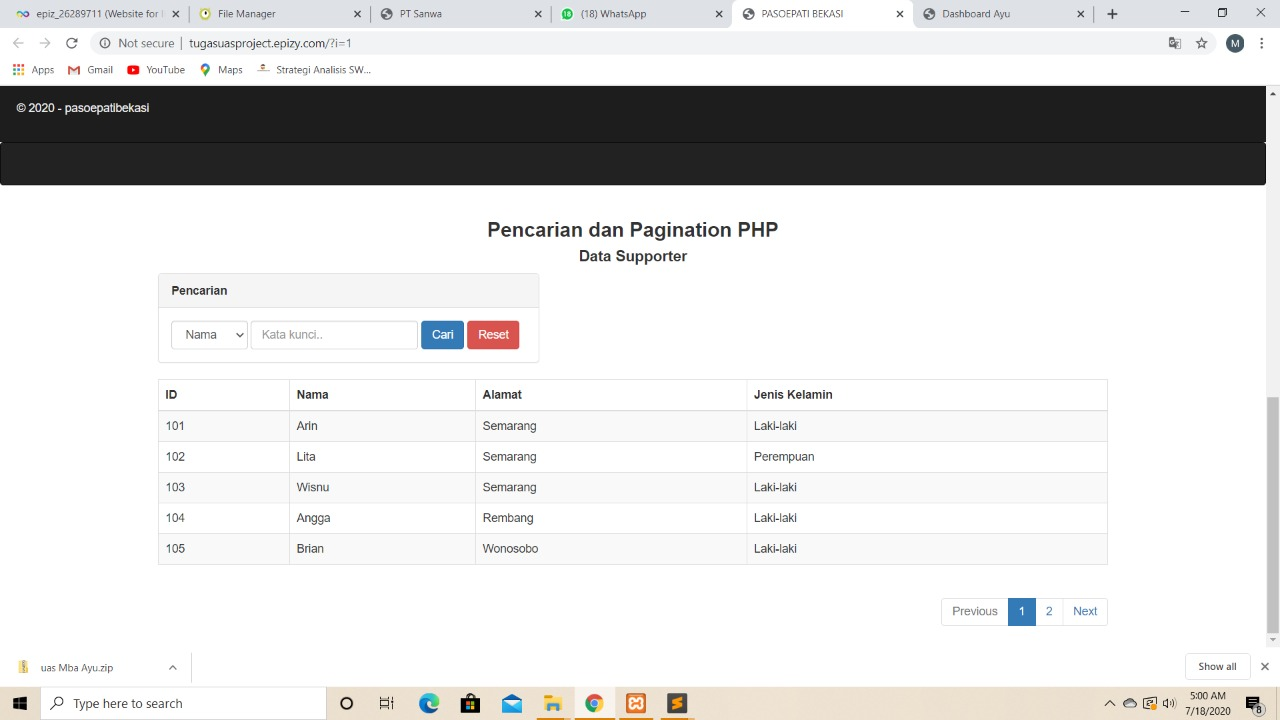 epiz_26289711 (Website for
File Manager
PT Sanwa
(18) WhatsApp
PASOEPATI BEKASI
Dashboard Ayu
Not secure | tugasuasproject.epizy.com/?i=1
M
Apps Gmail YouTube Maps Strategi Analisis SW...
© 2020 - pasoepatibekasi
Pencarian dan Pagination PHP
Data Supporter
Pencarian
Nama Kata kunci.. Cari Reset
ID Nama Alamat Jenis Kelamin
101 Arin Semarang Laki-laki
102 Lita Semarang Perempuan
103 Wisnu Semarang Laki-laki
104 Angga Rembang Laki-laki
105 Brian Wonosobo Laki-laki
Previous 1 2 Next
uas Mba Ayu.zip
Show all
Type here to search
5:00 AM
7/18/2020
8